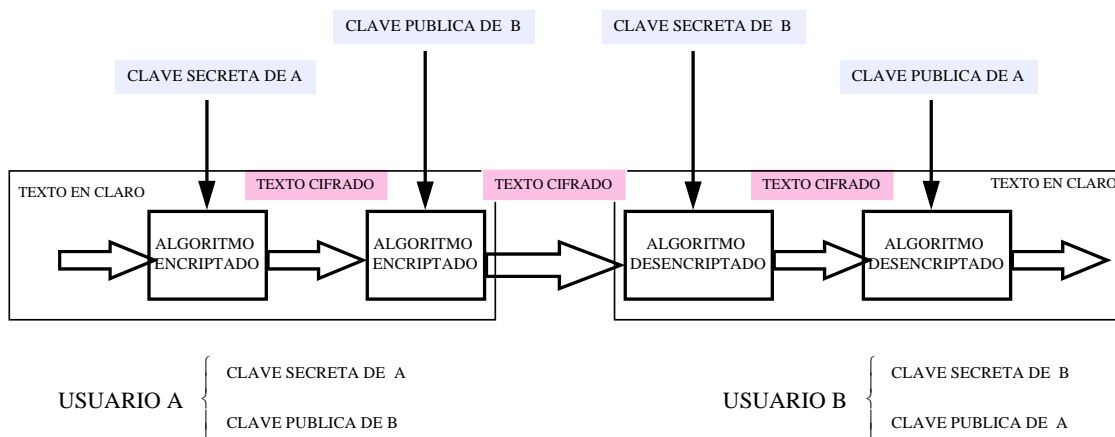 CLAVE PUBLICA DE B
CLAVE SECRETA DE B
CLAVE SECRETA DE A
CLAVE PUBLICA DE A
TEXTO EN CLARO
TEXTO CIFRADO
TEXTO CIFRADO
TEXTO CIFRADO
TEXTO EN CLARO
ALGORITMO
ENCRIPTADO
ALGORITMO
ENCRIPTADO
ALGORITMO
DESENCRIPTADO
ALGORITMO
DESENCRIPTADO
USUARIO A
CLAVE SECRETA DE A
CLAVE PUBLICA DE B
USUARIO B
CLAVE SECRETA DE B
CLAVE PUBLICA DE A